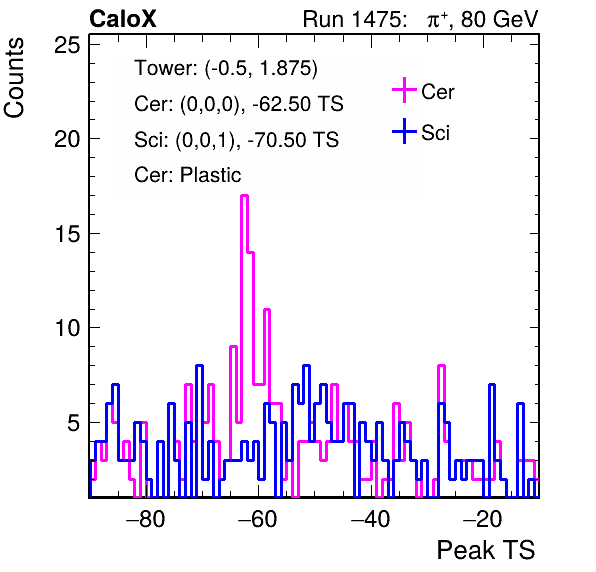 CaloX Run 1475: π⁺, 80 GeV
Counts
25
20
15
10
5
Tower: (-0.5, 1.875)
Cer: (0,0,0), -62.50 TS
Sci: (0,0,1), -70.50 TS
Cer: Plastic
Cer
Sci
−80 −60 −40 −20
Peak TS